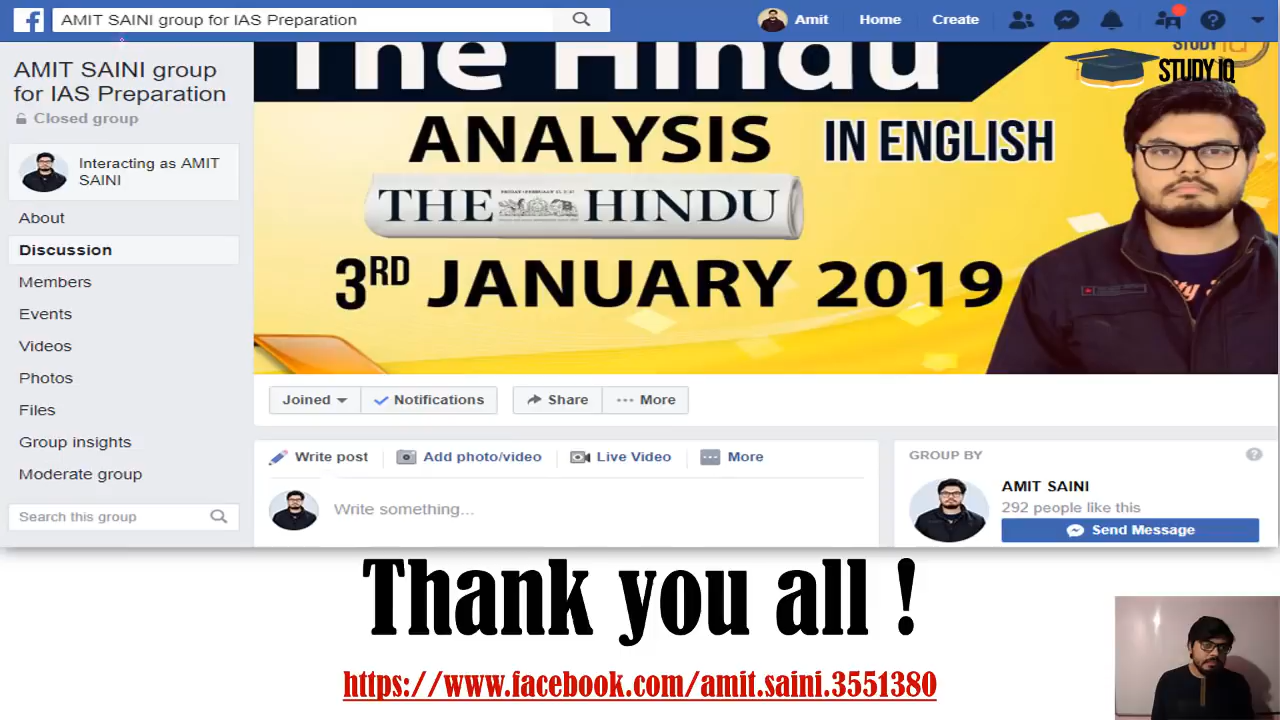 AMIT SAINI group for IAS Preparation
Amit
Home
Create
AMIT SAINI group
for IAS Preparation
Closed group
Interacting as AMIT
SAINI
About
Discussion
Members
Events
Videos
Photos
Files
Group insights
Moderate group
Search this group
The Hindu
STUDY IQ
STUDY IQ
ANALYSIS
IN ENGLISH
THE HINDU
3RD JANUARY 2019
Joined
Notifications
Share
More
Write post
Add photo/video
Live Video
More
Write something...
GROUP BY
AMIT SAINI
292 people like this
Send Message
Thank you all !
https://www.facebook.com/amit.saini.3551380